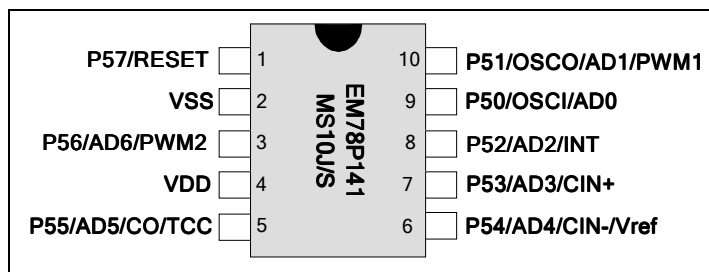 P57/RESET 1 10 P51/OSCO/AD1/PWM1
VSS 2 9 P50/OSCI/AD0
P56/AD6/PWM2 3 8 P52/AD2/INT
VDD 4 7 P53/AD3/CIN+
P55/AD5/CO/TCC 5 6 P54/AD4/CIN-/Vref
EM78P141
MS10J/S